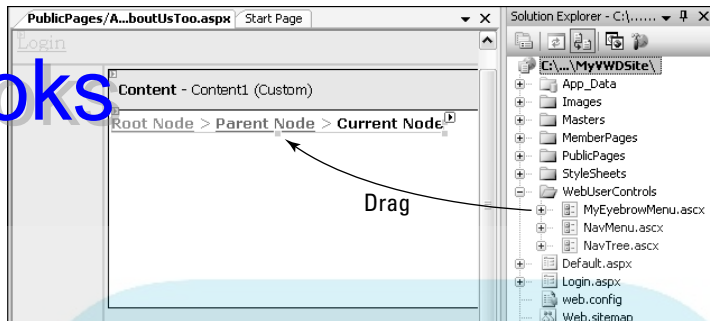 PublicPages/A...boutUsToo.aspx
Start Page
Login
oks
Content - Content1 (Custom)
Root Node > Parent Node > Current Node
Drag
Solution Explorer - C:\......
C:\...\MyVWDSite\
App_Data
Images
Masters
MemberPages
PublicPages
StyleSheets
WebUserControls
MyEyebrowMenu.ascx
NavMenu.ascx
NavTree.ascx
Default.aspx
Login.aspx
web.config
Web.sitemap